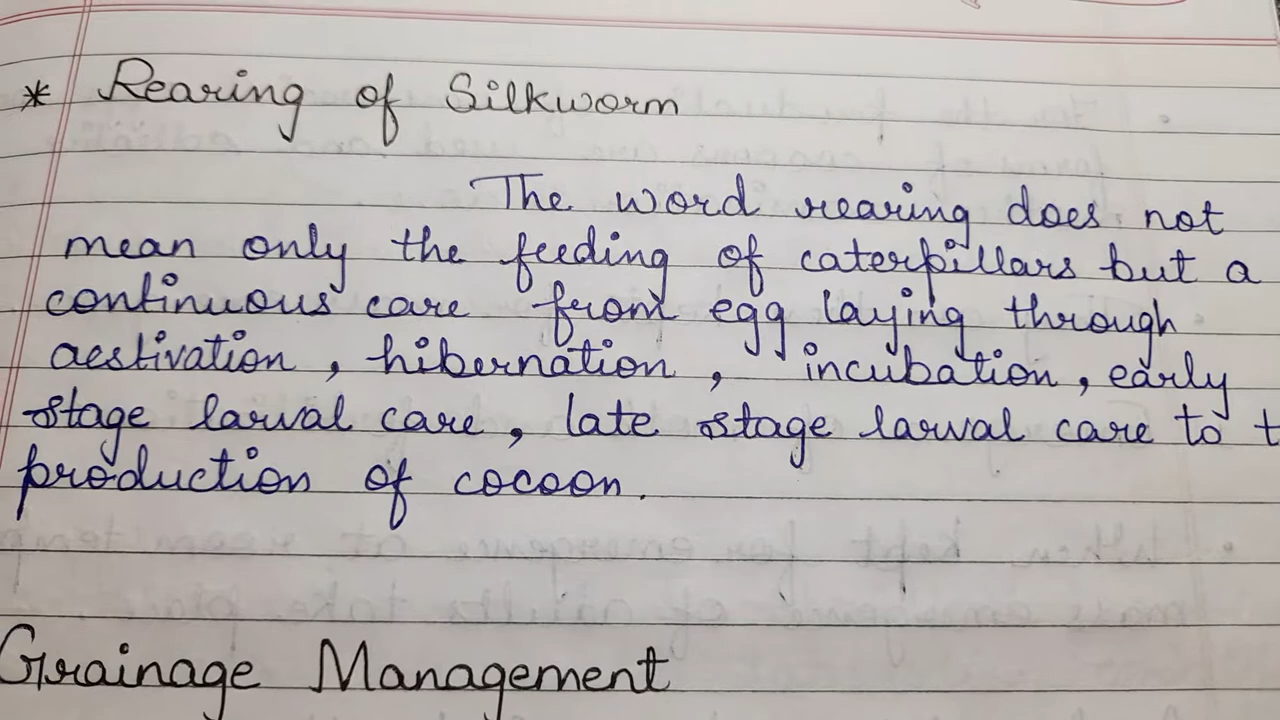 * Rearing of Silkworm
The word rearing does not
mean only the feeding of caterpillars but a
continuous care from egg laying through
aestivation, hibernation, incubation, early
stage larval care, late stage larval care to t
production of cocoon.
Grainage Management